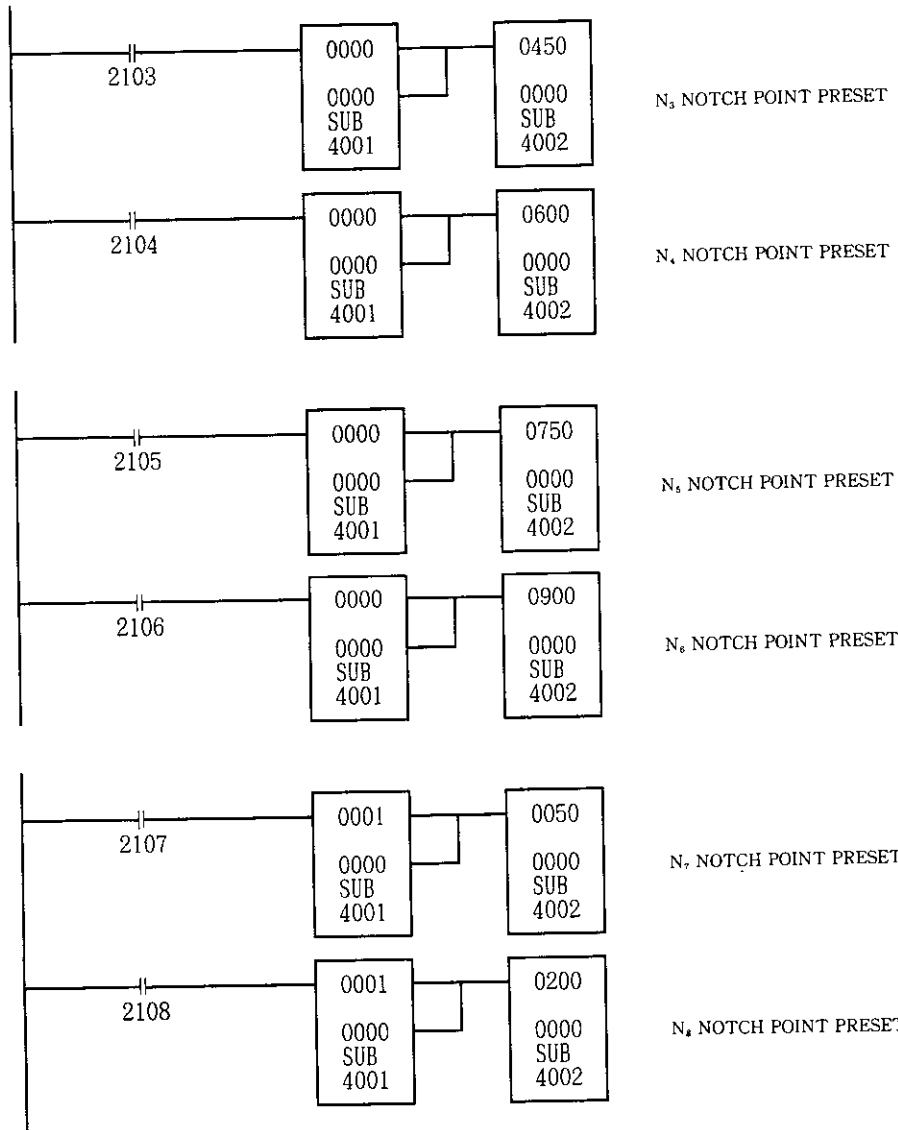 0000 0450
2103
0000 0000 N₃ NOTCH POINT PRESET
SUB SUB
4001 4002
0000 0600
2104
0000 0000 N₄ NOTCH POINT PRESET
SUB SUB
4001 4002
0000 0750
2105
0000 0000 N₅ NOTCH POINT PRESET
SUB SUB
4001 4002
0000 0900
2106
0000 0000 N₆ NOTCH POINT PRESET
SUB SUB
4001 4002
0001 0050
2107
0000 0000 N₇ NOTCH POINT PRESET
SUB SUB
4001 4002
0001 0200
2108
0000 0000 N₈ NOTCH POINT PRESET
SUB SUB
4001 4002